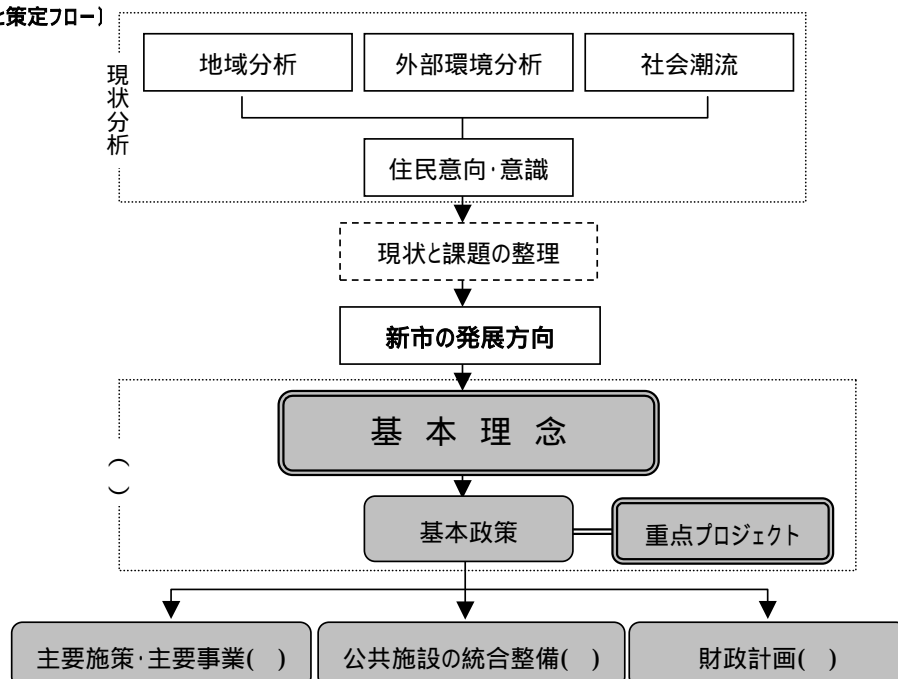 と策定フロー〕
地域分析
外部環境分析
社会潮流
現状分析
住民意向・意識
現状と課題の整理
新市の発展方向
基本理念
( )
基本政策
重点プロジェクト
主要施策・主要事業( )
公共施設の統合整備( )
財政計画( )